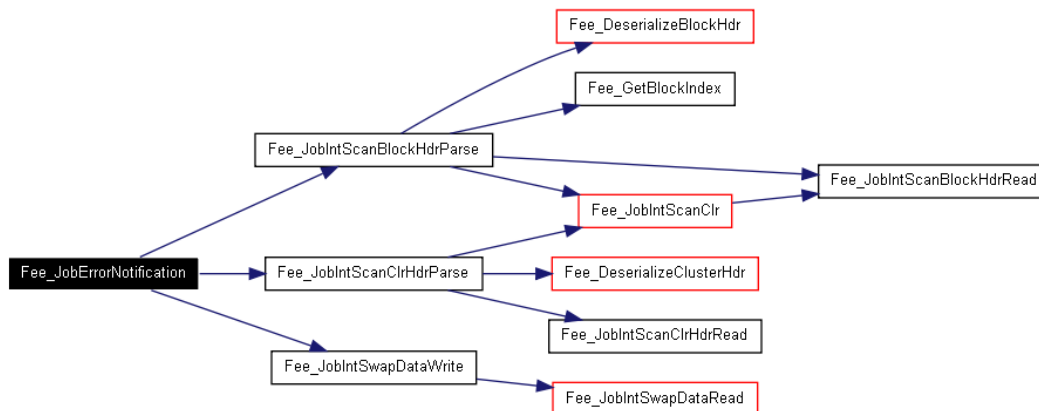 Fee_DeserializeBlockHdr
Fee_GetBlockIndex
Fee_JobIntScanBlockHdrParse
Fee_JobIntScanBlockHdrRead
Fee_JobIntScanClr
Fee_JobErrorNotification
Fee_JobIntScanClrHdrParse
Fee_DeserializeClusterHdr
Fee_JobIntScanClrHdrRead
Fee_JobIntSwapDataWrite
Fee_JobIntSwapDataRead